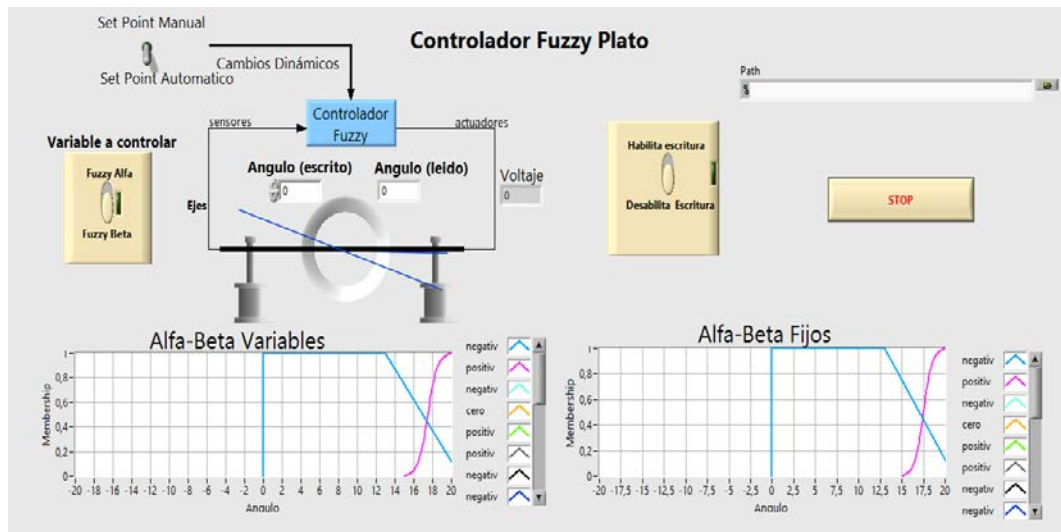 Set Point Manual
Controlador Fuzzy Plato
Cambios Dinámicos
Set Point Automatico
Path
sensores
Controlador
Fuzzy
actuadores
Variable a controlar
Fuzzy Alfa
Fuzzy Beta
Angulo (escrito)
0
Angulo (leido)
0
Voltaje
0
Ejes
Habilita escritura
Desabilita Escritura
STOP
Alfa-Beta Variables
Membership
1
0,8
0,6
0,4
0,2
0
-20 -18 -16 -14 -12 -10 -8 -6 -4 -2 0 2 4 6 8 10 12 14 16 18 20
Angulo
negativ
positiv
negativ
cero
positiv
positiv
negativ
negativ
Alfa-Beta Fijos
Membership
1
0,8
0,6
0,4
0,2
0
-20 -17,5 -15 -12,5 -10 -7,5 -5 -2,5 0 2,5 5 7,5 10 12,5 15 17,5 20
Angulo
negativ
positiv
negativ
cero
positiv
positiv
negativ
negativ